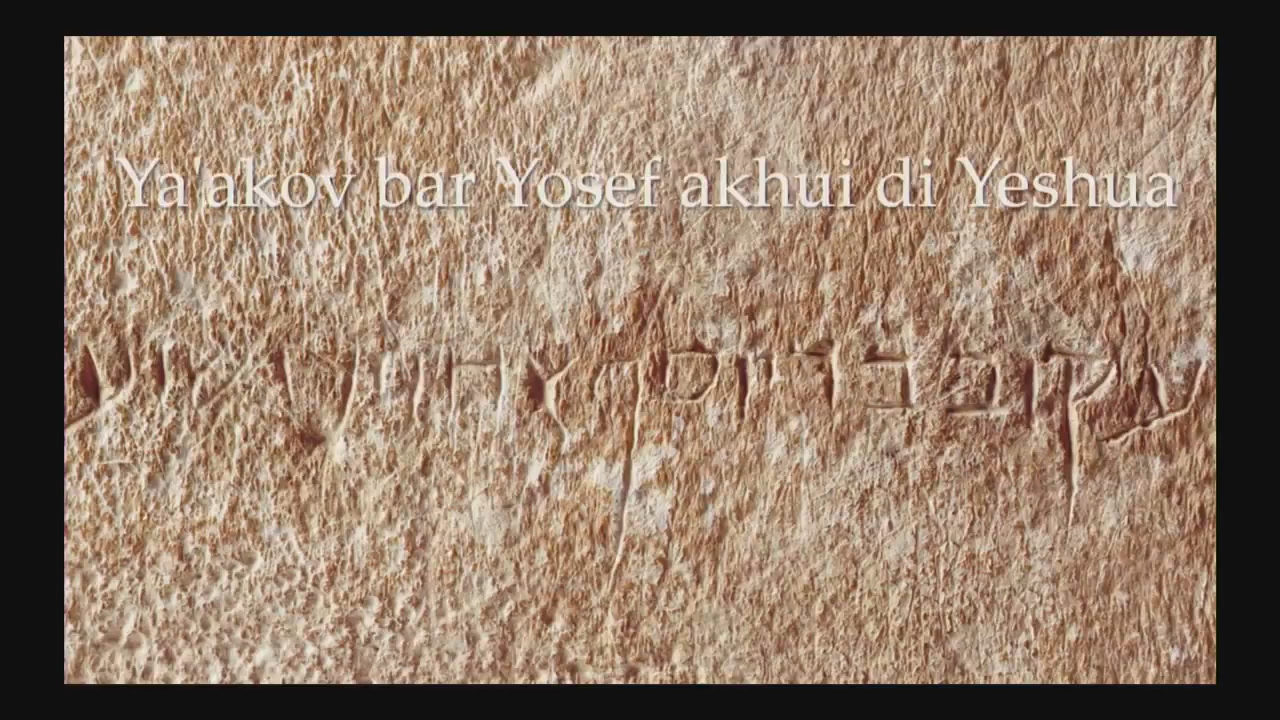 Ya'akov bar Yosef akhui di Yeshua
עקוב בר יוסף אחוי דישוע